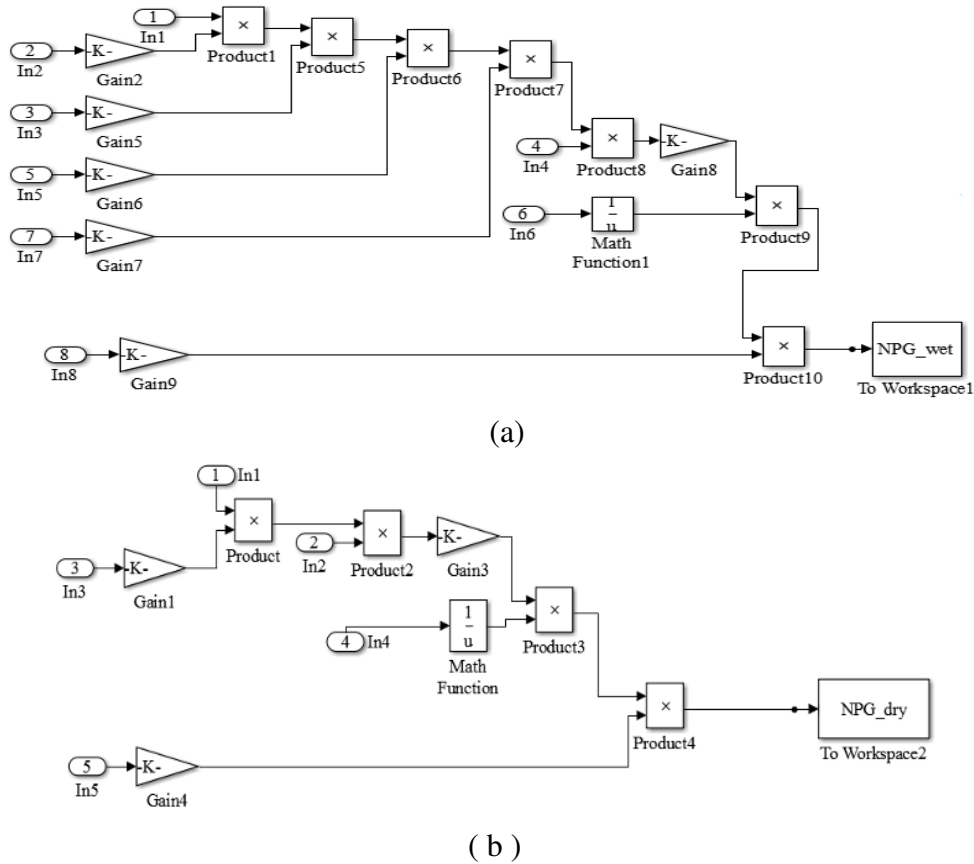 1
In1
×
Product1
2
-K-
In2
Gain2
×
Product5
×
Product6
×
Product7
3
-K-
In3
Gain5
4
In4
×
Product8
-K-
Gain8
5
-K-
In5
Gain6
6
In6
1
u
Math
Function1
×
Product9
7
-K-
In7
Gain7
8
-K-
In8
Gain9
×
Product10
NPG_wet
To Workspace1
(a)
1
In1
×
Product
2
In2
×
Product2
-K-
Gain3
3
-K-
In3
Gain1
4
In4
1
u
Math
Function
×
Product3
×
Product4
NPG_dry
To Workspace2
5
-K-
In5
Gain4
( b )